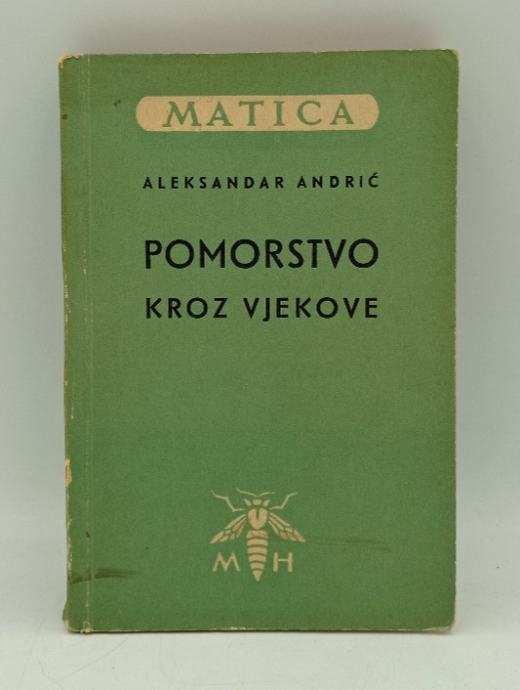 MATICA
ALEKSANDAR ANDRIĆ
POMORSTVO
KROZ VJEKOVE
M H